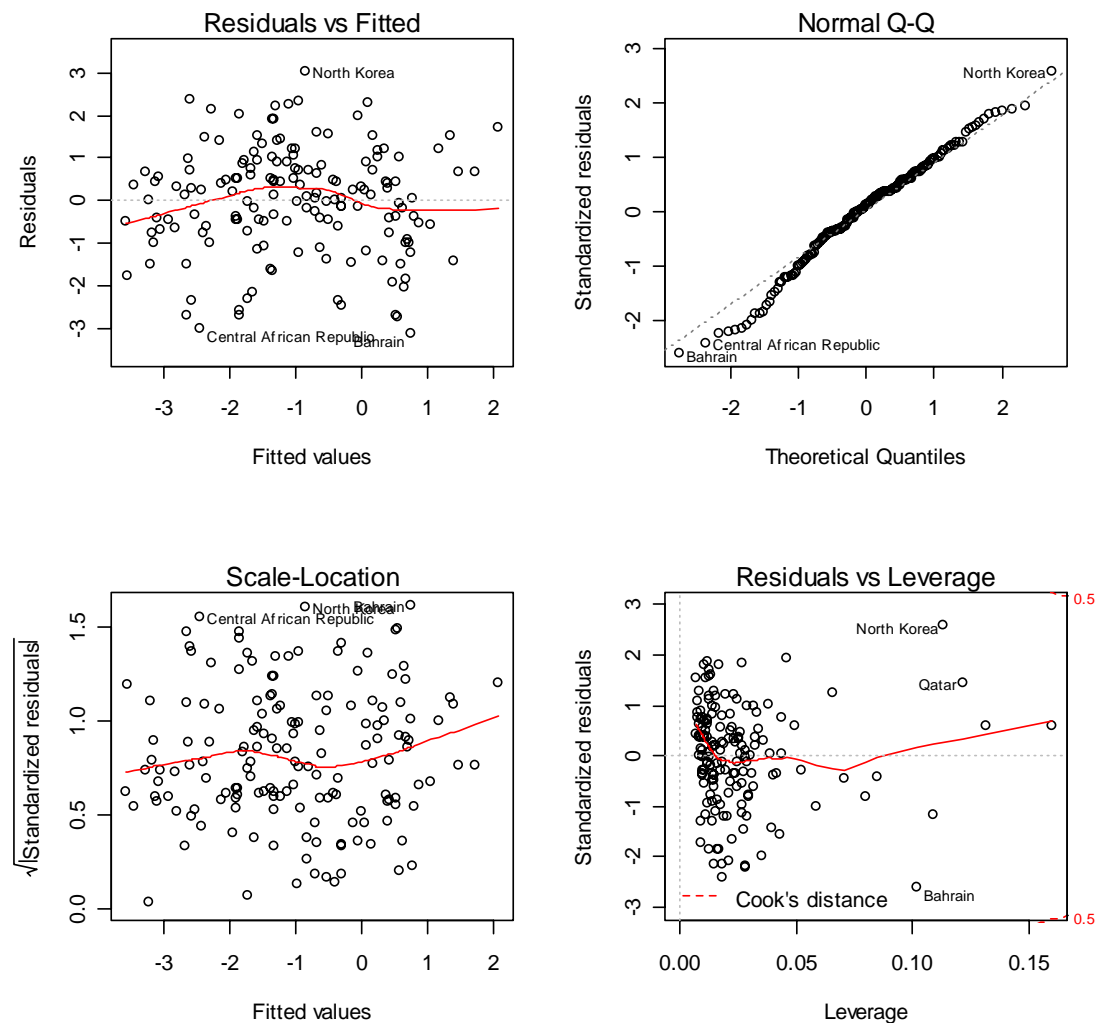 Residuals vs Fitted
Residuals
3
2
1
0
-1
-2
-3
North Korea
Central African Republic
Bahrain
-3 -2 -1 0 1 2
Fitted values
Normal Q-Q
Standardized residuals
3
2
1
0
-1
-2
North Korea
Central African Republic
Bahrain
-2 -1 0 1 2
Theoretical Quantiles
Scale-Location
√|Standardized residuals|
1.5
1.0
0.5
0.0
North Korea
Bahrain
Central African Republic
-3 -2 -1 0 1 2
Fitted values
Residuals vs Leverage
Standardized residuals
3
2
1
0
-1
-2
-3
0.5
North Korea
Qatar
Bahrain
Cook's distance
0.5
0.00 0.05 0.10 0.15
Leverage